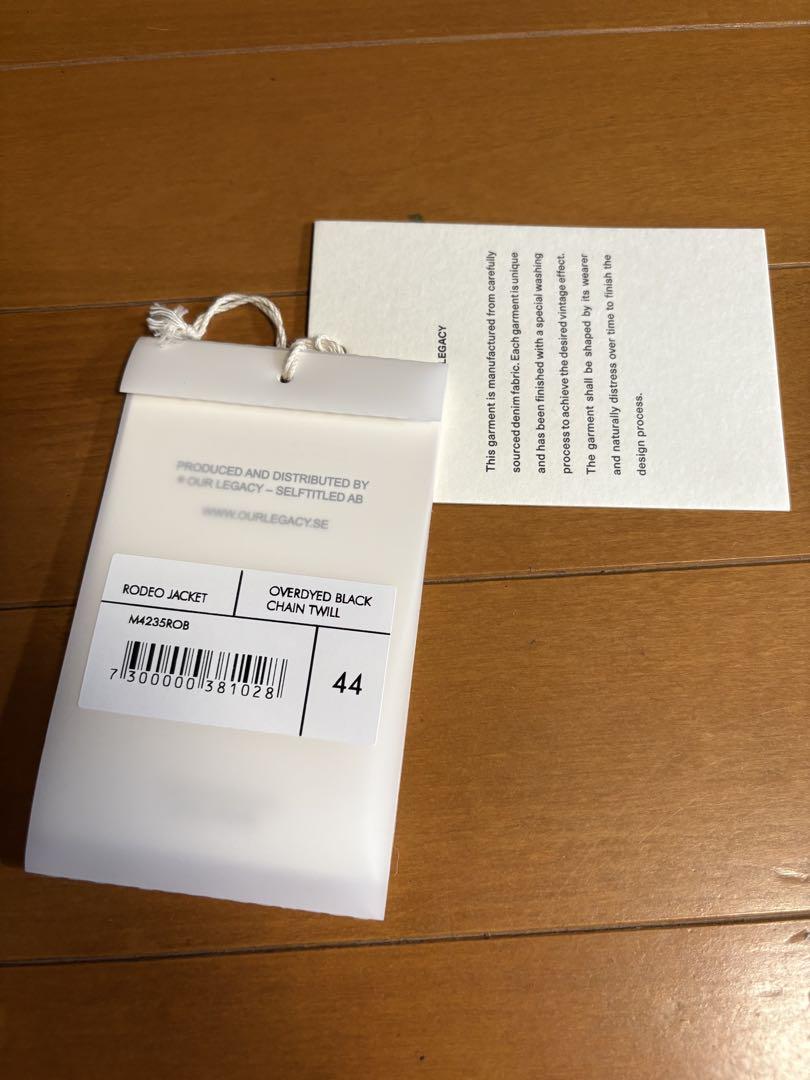 PRODUCED AND DISTRIBUTED BY
® OUR LEGACY – SELFTITLED AB
WWW.OURLEGACY.SE
RODEO JACKET
OVERDYED BLACK
CHAIN TWILL
M4235ROB
7300000381028
44
LEGACY
This garment is manufactured from carefully
sourced denim fabric. Each garment is unique
and has been finished with a special washing
process to achieve the desired vintage effect.
The garment shall be shaped by its wearer
and naturally distress over time to finish the
design process.